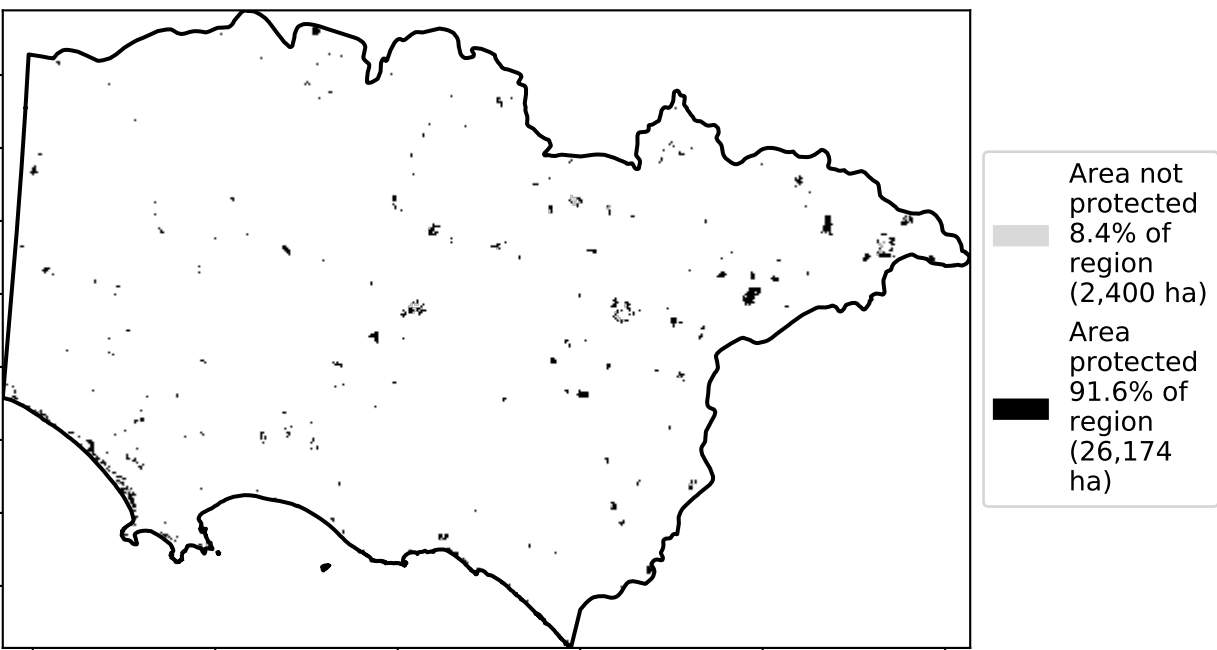 Area not
protected
8.4% of
region
(2,400 ha)
Area
protected
91.6% of
region
(26,174
ha)